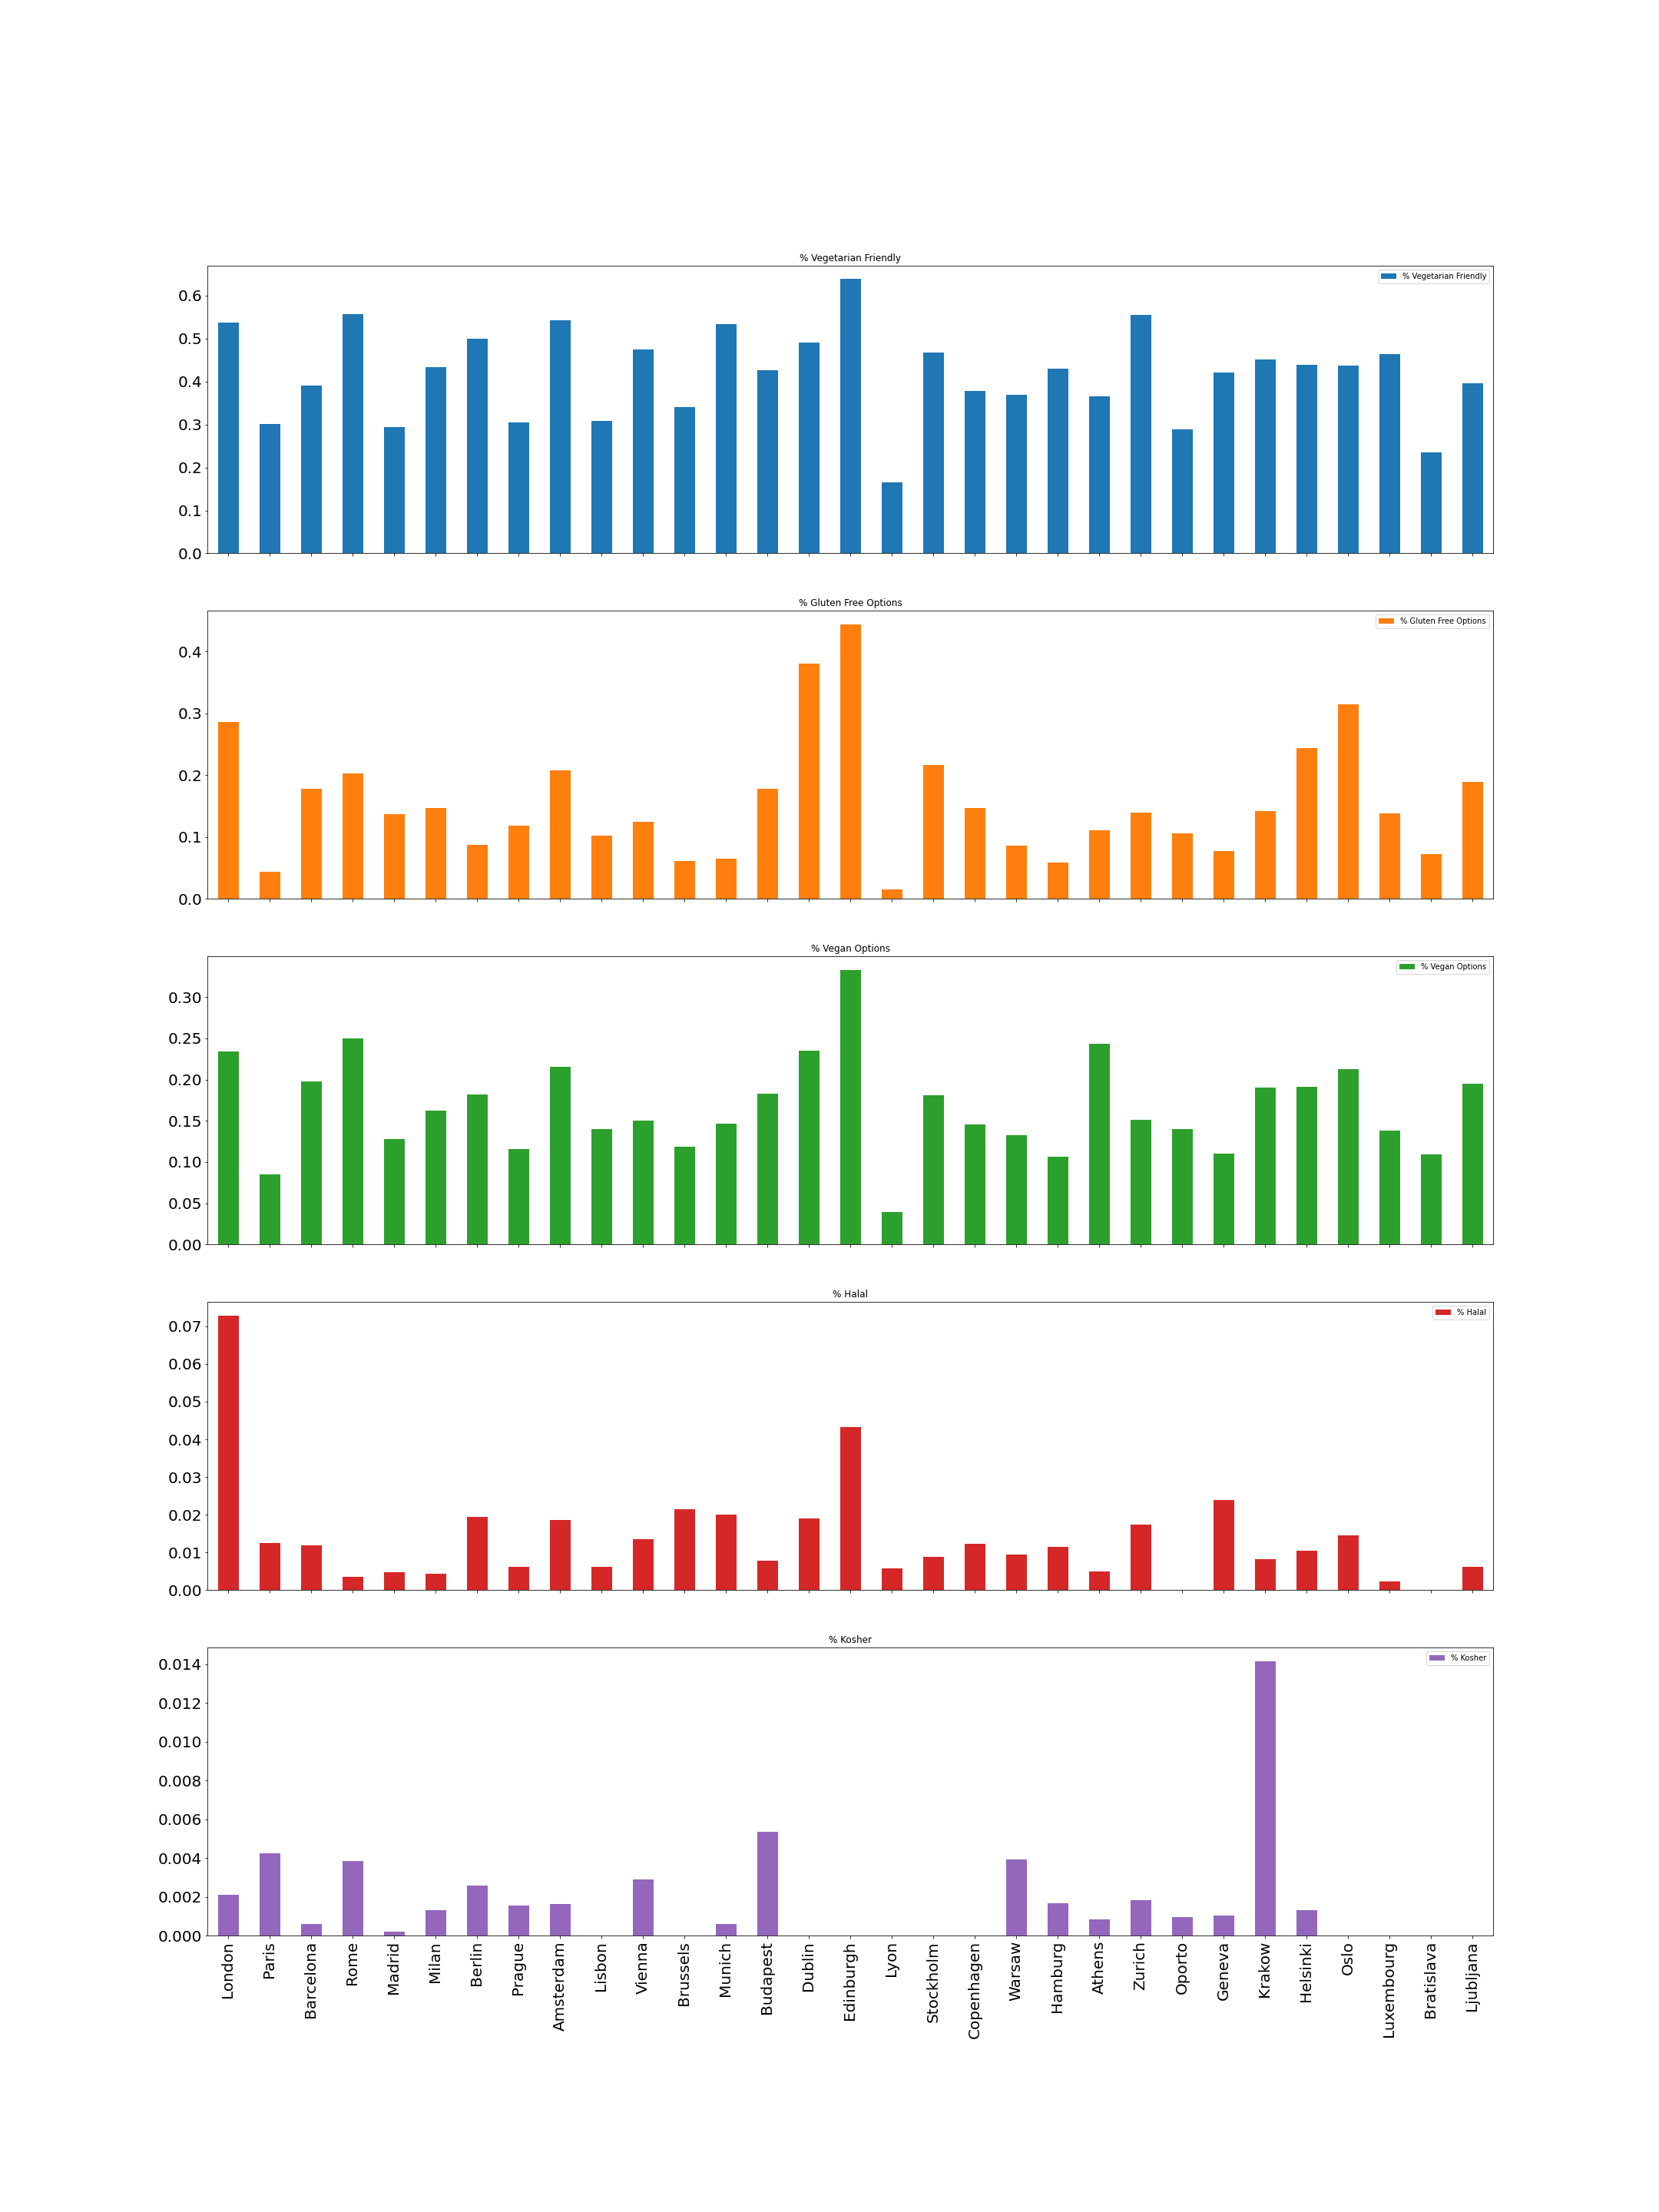 % Vegetarian Friendly
% Vegetarian Friendly
0.6
0.5
0.4
0.3
0.2
0.1
0.0
% Gluten Free Options
% Gluten Free Options
0.4
0.3
0.2
0.1
0.0
% Vegan Options
% Vegan Options
0.30
0.25
0.20
0.15
0.10
0.05
0.00
% Halal
% Halal
0.07
0.06
0.05
0.04
0.03
0.02
0.01
0.00
% Kosher
% Kosher
0.014
0.012
0.010
0.008
0.006
0.004
0.002
0.000
London
Paris
Barcelona
Rome
Madrid
Milan
Berlin
Prague
Amsterdam
Lisbon
Vienna
Brussels
Munich
Budapest
Dublin
Edinburgh
Lyon
Stockholm
Copenhagen
Warsaw
Hamburg
Athens
Zurich
Oporto
Geneva
Krakow
Helsinki
Oslo
Luxembourg
Bratislava
Ljubljana